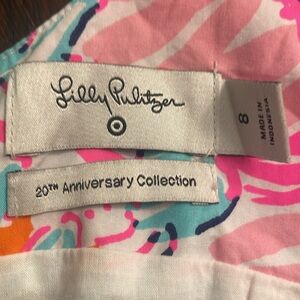 Lilly Pulitzer
8
MADE IN
INDONESIA
20TH Anniversary Collection